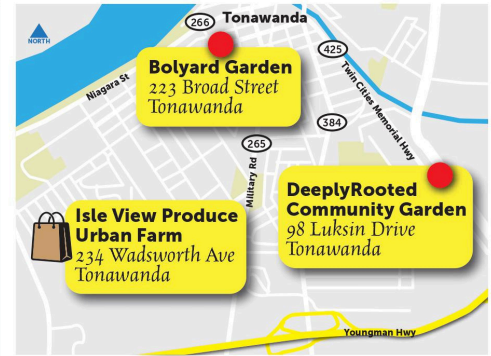 266
Tonawanda
NORTH
425
Bolyard Garden
223 Broad Street
Tonawanda
Niagara St
Twin Cities Memorial Hwy
384
265
Military Rd
DeeplyRooted
Community Garden
98 Luksin Drive
Tonawanda
Isle View Produce
Urban Farm
234 Wadsworth Ave
Tonawanda
Youngman Hwy